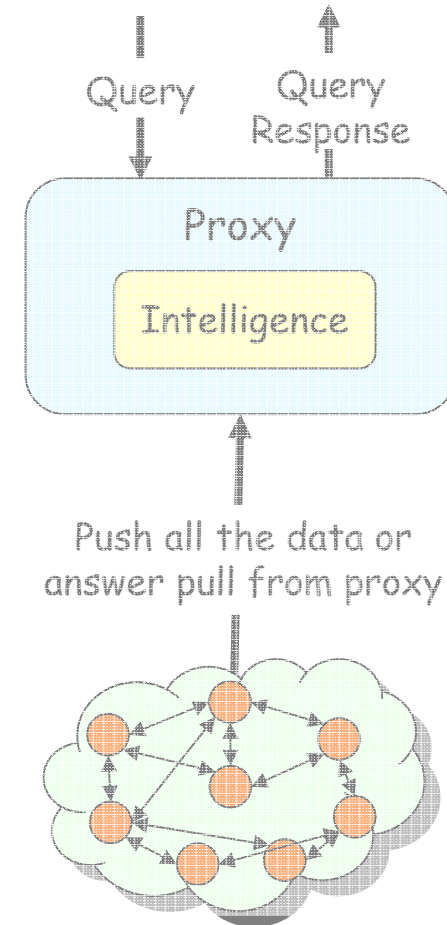 Query
Query
Response
Proxy
Intelligence
Push all the data or
answer pull from proxy